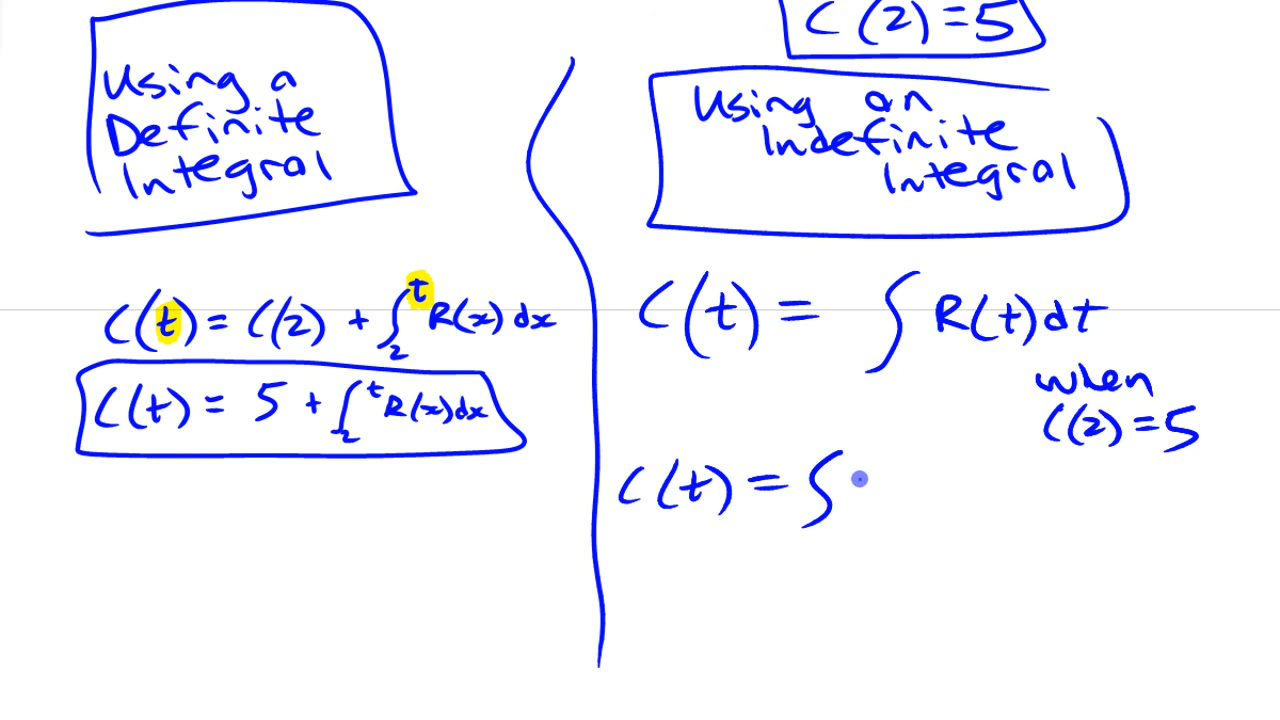 Using a
Definite
Integral
C(t) = C(2) + ∫₂ᵗ R(x) dx
C(t) = 5 + ∫₂ᵗ R(x)dx
C(2) = 5
Using an
Indefinite
Integral
C(t) = ∫ R(t)dt
when
C(2) = 5
C(t) = ∫